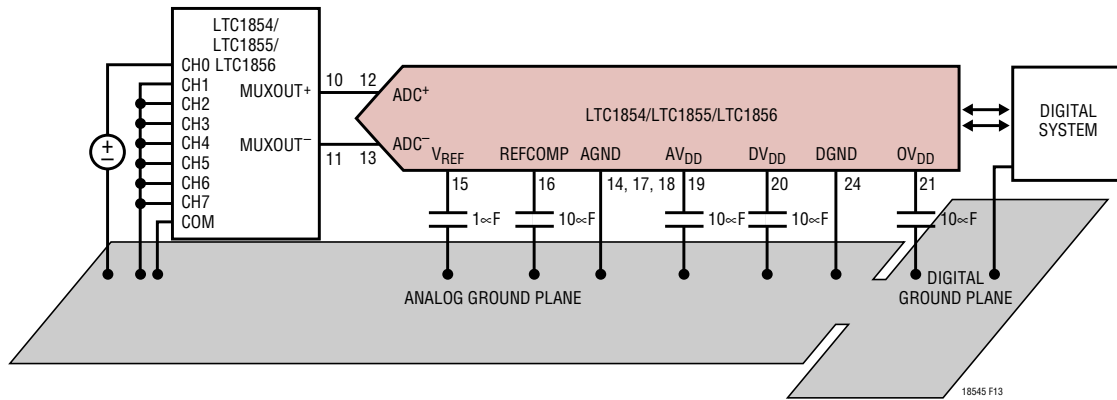 LTC1854/
LTC1855/
LTC1856
CH0
CH1
CH2
CH3
CH4
CH5
CH6
CH7
COM
MUXOUT+
MUXOUT–
10 12
11 13
+
–
ADC+
ADC–
LTC1854/LTC1855/LTC1856
VREF REFCOMP AGND AVDD DVDD DGND OVDD
15 16 14, 17, 18 19 20 24 21
1∝F 10∝F 10∝F 10∝F 10∝F
DIGITAL
SYSTEM
ANALOG GROUND PLANE
DIGITAL
GROUND PLANE
18545 F13